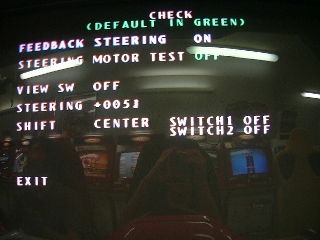 CHECK
(DEFAULT IN GREEN)
FEEDBACK STEERING ON
STEERING MOTOR TEST OFF
VIEW SW OFF
STEERING +005J
SHIFT CENTER SWITCH1 OFF
SWITCH2 OFF
EXIT